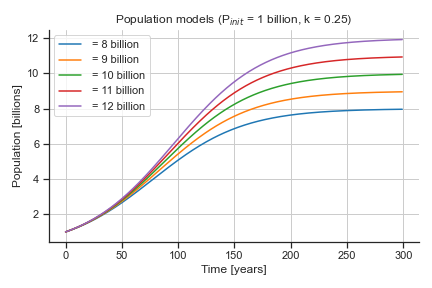 Population models (P_init = 1 billion, k = 0.25)
12
10
8
6
4
2
Population [billions]
= 8 billion
= 9 billion
= 10 billion
= 11 billion
= 12 billion
0 50 100 150 200 250 300
Time [years]